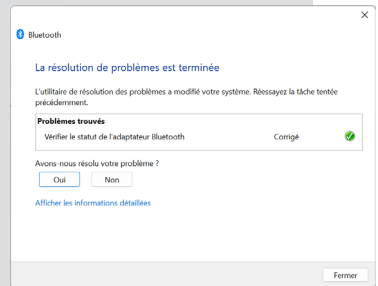 Bluetooth
La résolution de problèmes est terminée
L'utilitaire de résolution des problèmes a modifié votre système. Réessayez la tâche tentée
précédemment.
Problèmes trouvés
Vérifier le statut de l'adaptateur Bluetooth Corrigé
Avons-nous résolu votre problème ?
Oui Non
Afficher les informations détaillées
Fermer